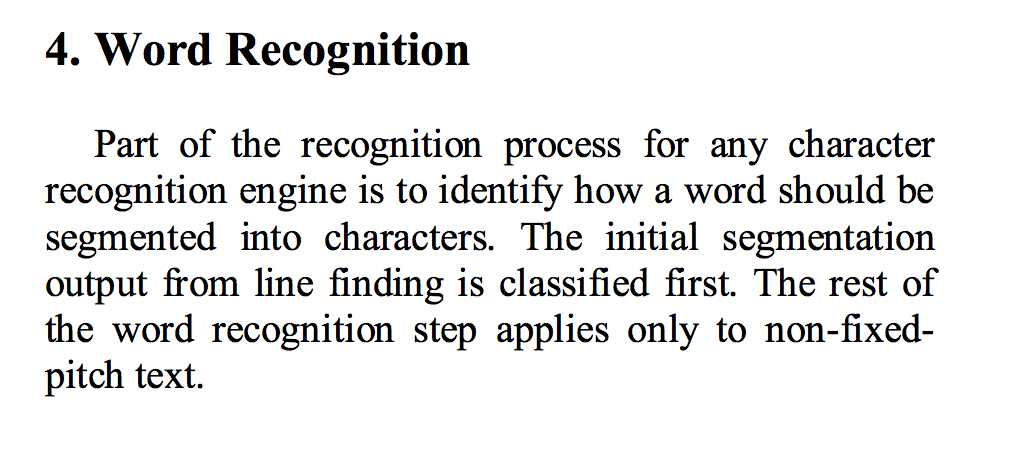 4. Word Recognition
Part of the recognition process for any character
recognition engine is to identify how a word should be
segmented into characters. The initial segmentation
output from line finding is classified first. The rest of
the word recognition step applies only to non-fixed-
pitch text.